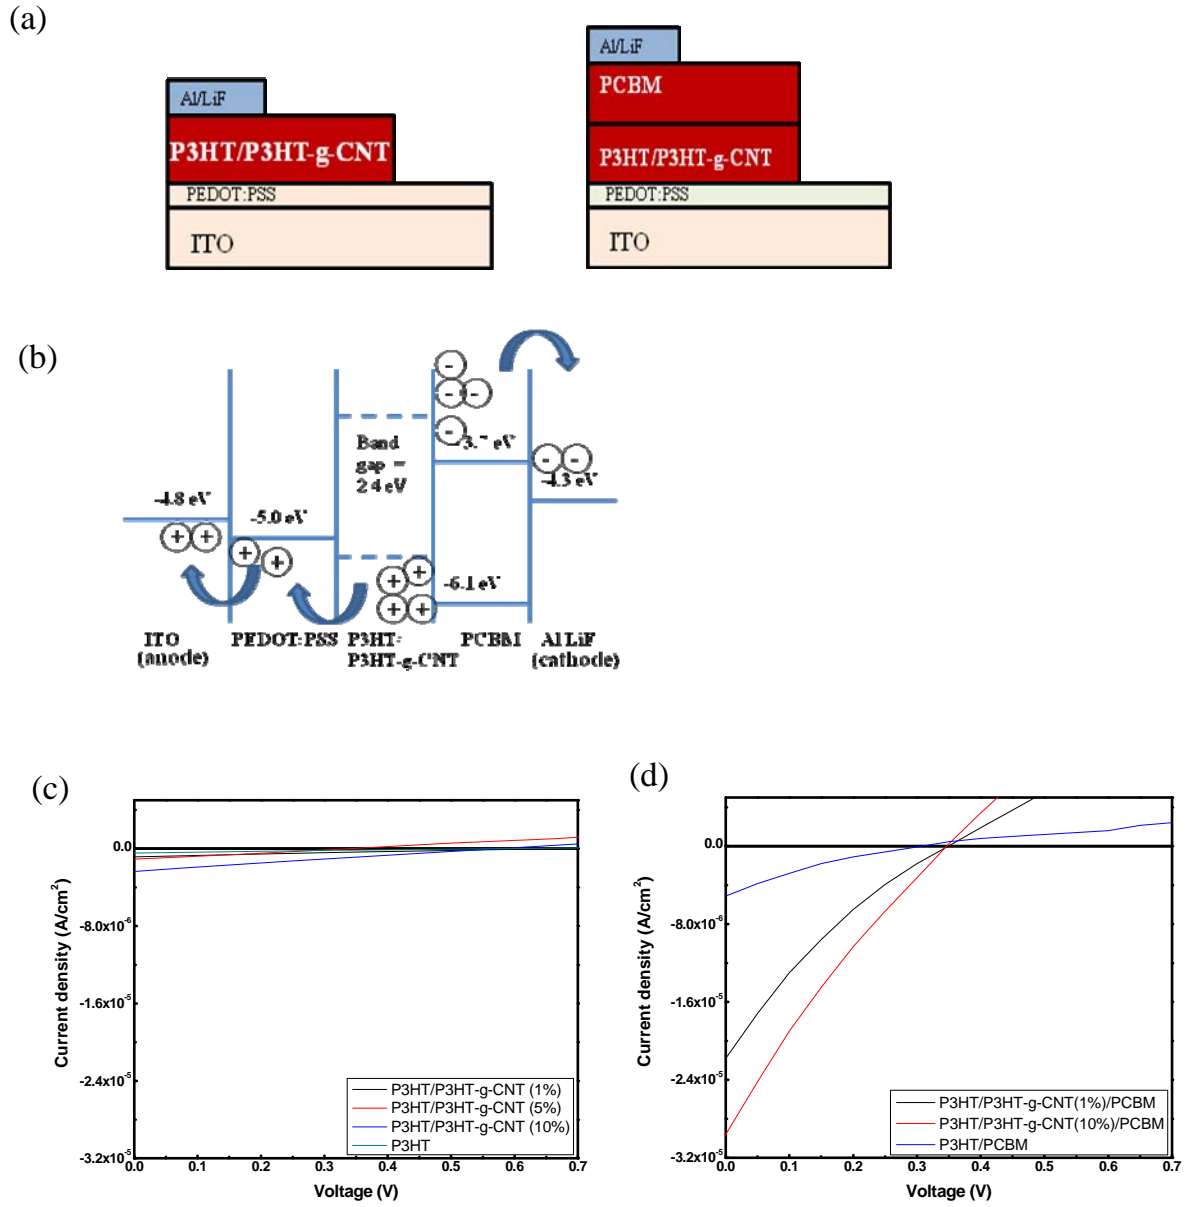 (a)
Al/LiF
P3HT/P3HT-g-CNT
PEDOT:PSS
ITO
Al/LiF
PCBM
P3HT/P3HT-g-CNT
PEDOT:PSS
ITO
(b)
-4.8 eV
-5.0 eV
Band
gap =
2.4 eV
-3.7 eV
-4.3 eV
-6.1 eV
+ +
+
+
+ +
+ +
-
- -
-
- -
ITO
(anode)
PEDOT:PSS
P3HT:
P3HT-g-CNT
PCBM
Al LiF
(cathode)
(c)
Current density (A/cm²)
0.0
-8.0x10⁻⁶
-1.6x10⁻⁵
-2.4x10⁻⁵
-3.2x10⁻⁵
0.0 0.1 0.2 0.3 0.4 0.5 0.6 0.7
Voltage (V)
P3HT/P3HT-g-CNT (1%)
P3HT/P3HT-g-CNT (5%)
P3HT/P3HT-g-CNT (10%)
P3HT
(d)
Current density (A/cm²)
0.0
-8.0x10⁻⁶
-1.6x10⁻⁵
-2.4x10⁻⁵
-3.2x10⁻⁵
0.0 0.1 0.2 0.3 0.4 0.5 0.6 0.7
Voltage (V)
P3HT/P3HT-g-CNT(1%)/PCBM
P3HT/P3HT-g-CNT(10%)/PCBM
P3HT/PCBM